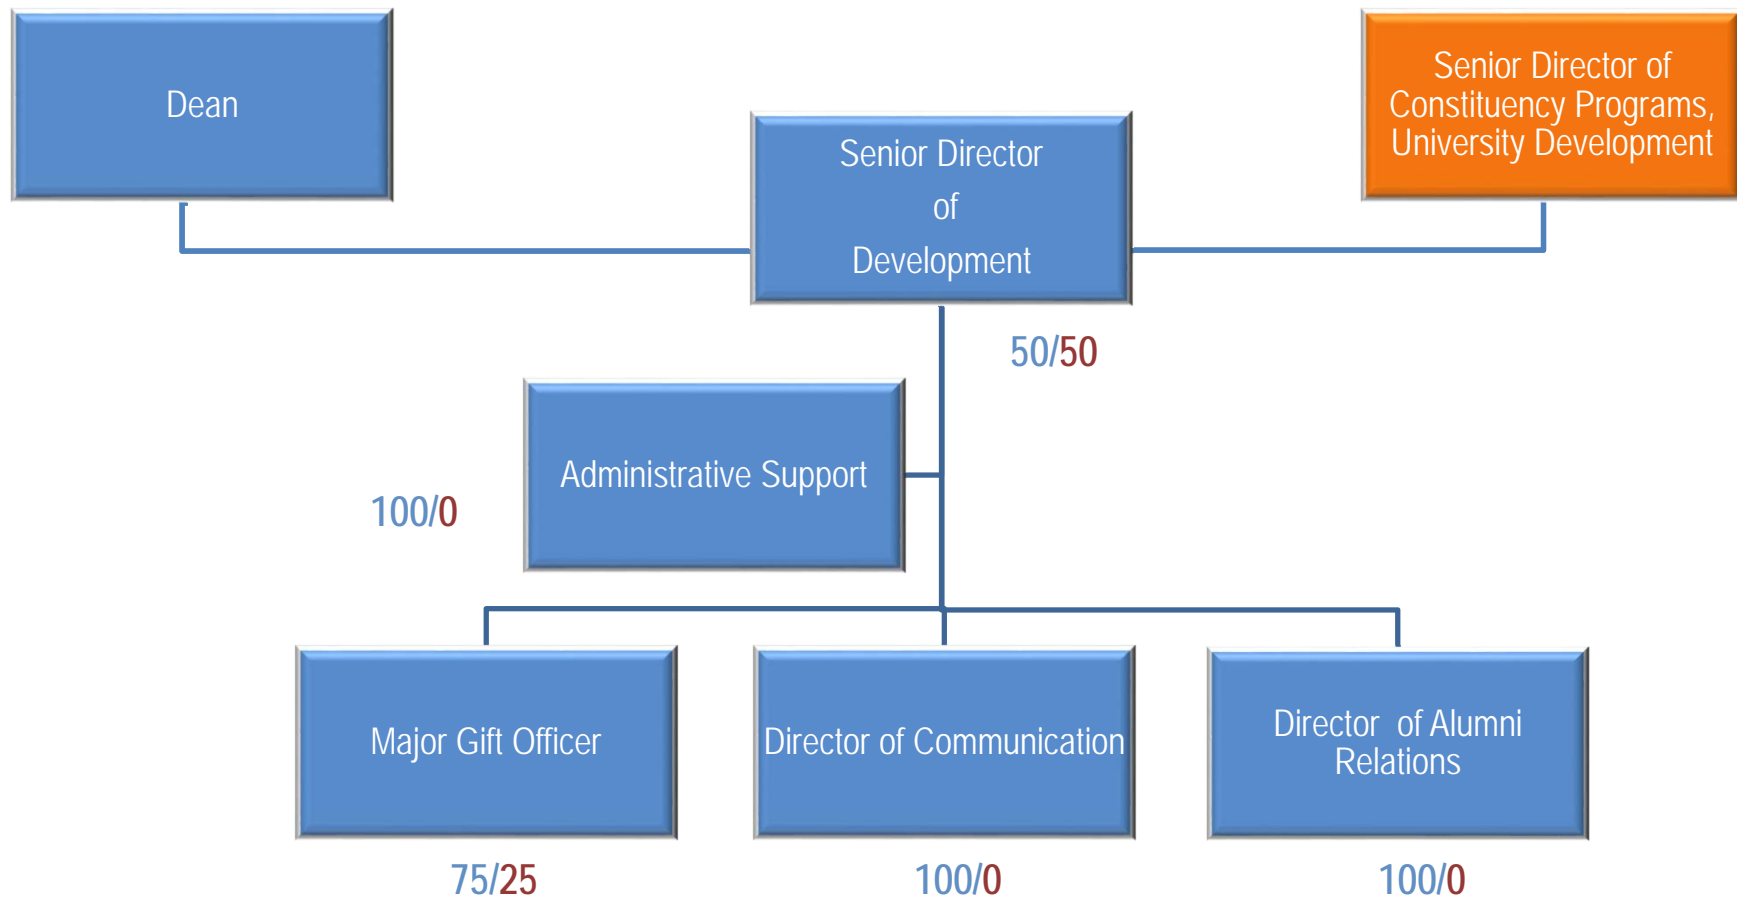 Dean
Senior Director of
Constituency Programs,
University Development
Senior Director
of
Development
50/50
Administrative Support
100/0
Major Gift Officer
Director of Communication
Director  of Alumni
Relations
75/25
100/0
100/0